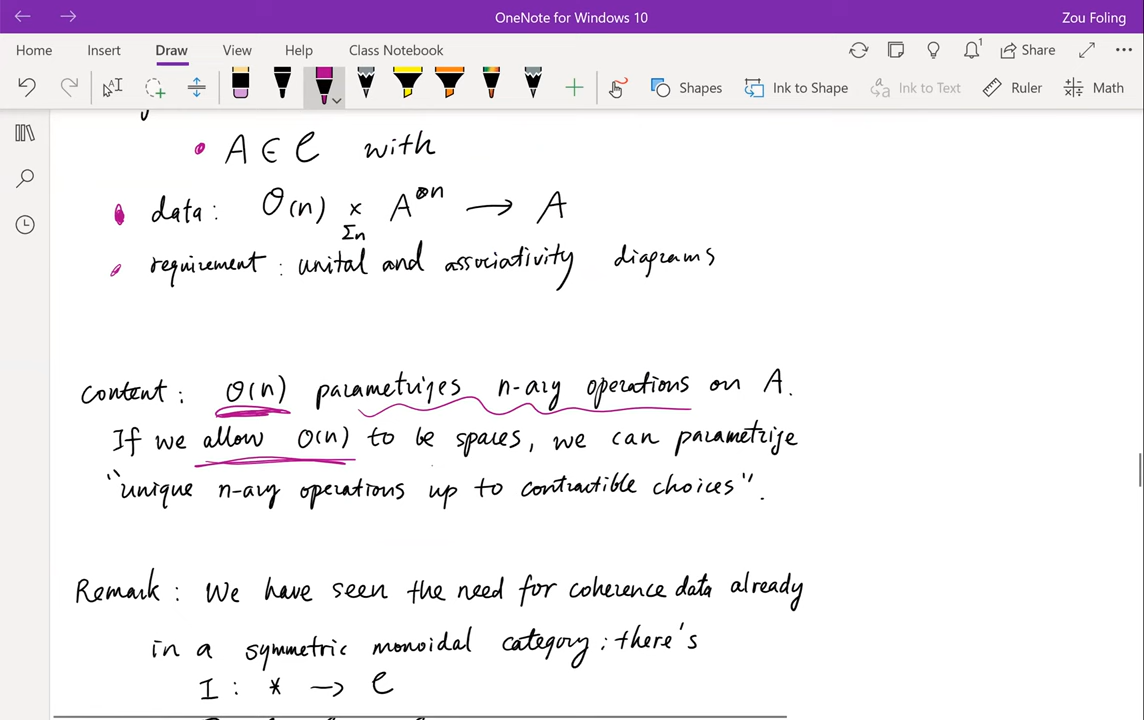 OneNote for Windows 10
Zou Foling
Home Insert Draw View Help Class Notebook
1 Share
Shapes Ink to Shape Ink to Text Ruler Math
• A ∈ C with
data: O(n) ×_Σn A^⊗n → A
requirement: unital and associativity diagrams
Content: O(n) parametrizes n-ary operations on A.
If we allow O(n) to be spaces, we can parametrize
"unique n-ary operations up to contractible choices".
Remark: We have seen the need for coherence data already
in a symmetric monoidal category: there's
I: * → C